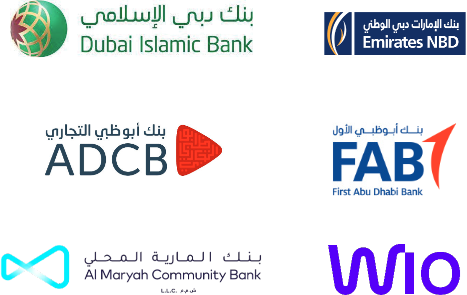 بنك دبي الإسلامي
Dubai Islamic Bank
بنك الإمارات دبي الوطني
Emirates NBD
بنك أبوظبي التجاري
ADCB
بنك أبوظبي الأول
FAB
First Abu Dhabi Bank
بنك المارية المحلي
Al Maryah Community Bank
L.L.C. ش.م.م
WIO